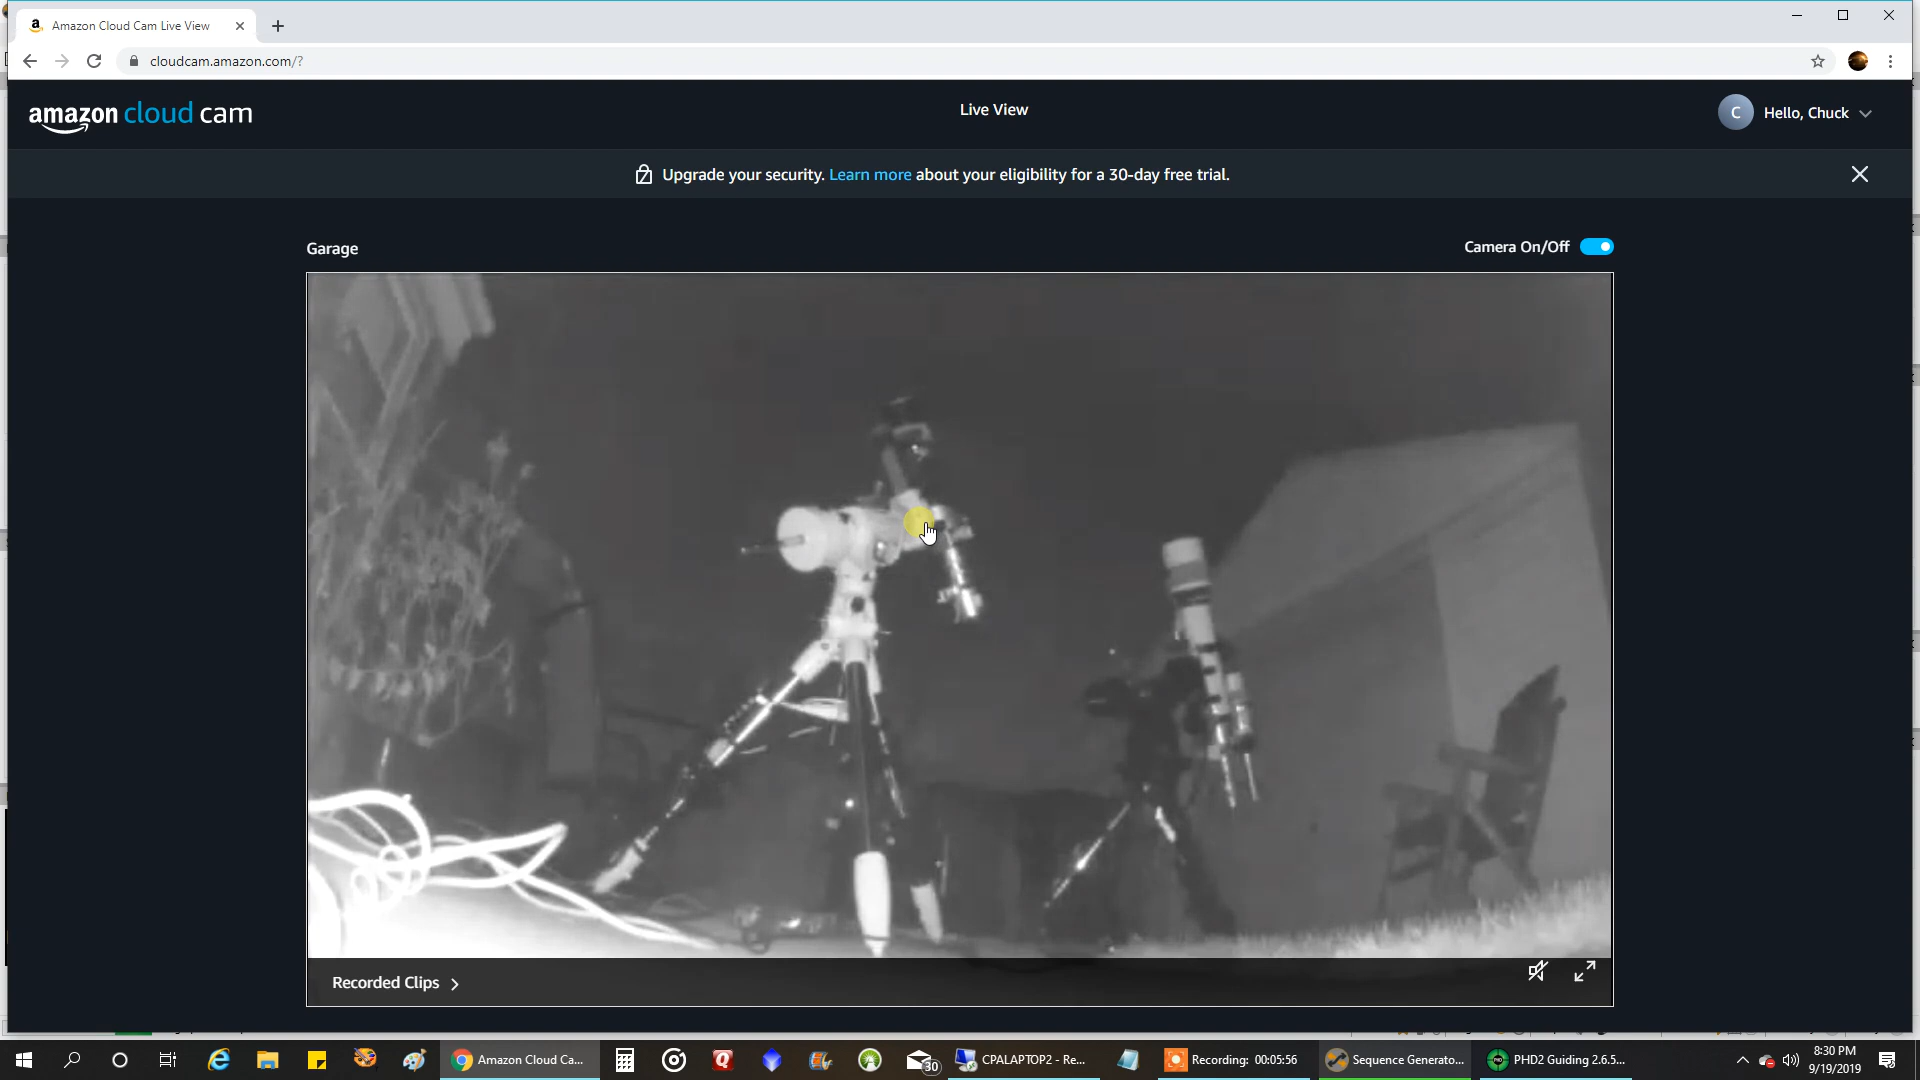 a Amazon Cloud Cam Live View
cloudcam.amazon.com/?
amazon cloud cam
Live View
C Hello, Chuck
Upgrade your security. Learn more about your eligibility for a 30-day free trial.
Garage
Camera On/Off
Recorded Clips
Amazon Cloud Ca...
30
CPALAPTOP2 - Re...
Recording: 00:05:56
Sequence Generato...
PHD2 Guiding 2.6.5...
8:30 PM
9/19/2019